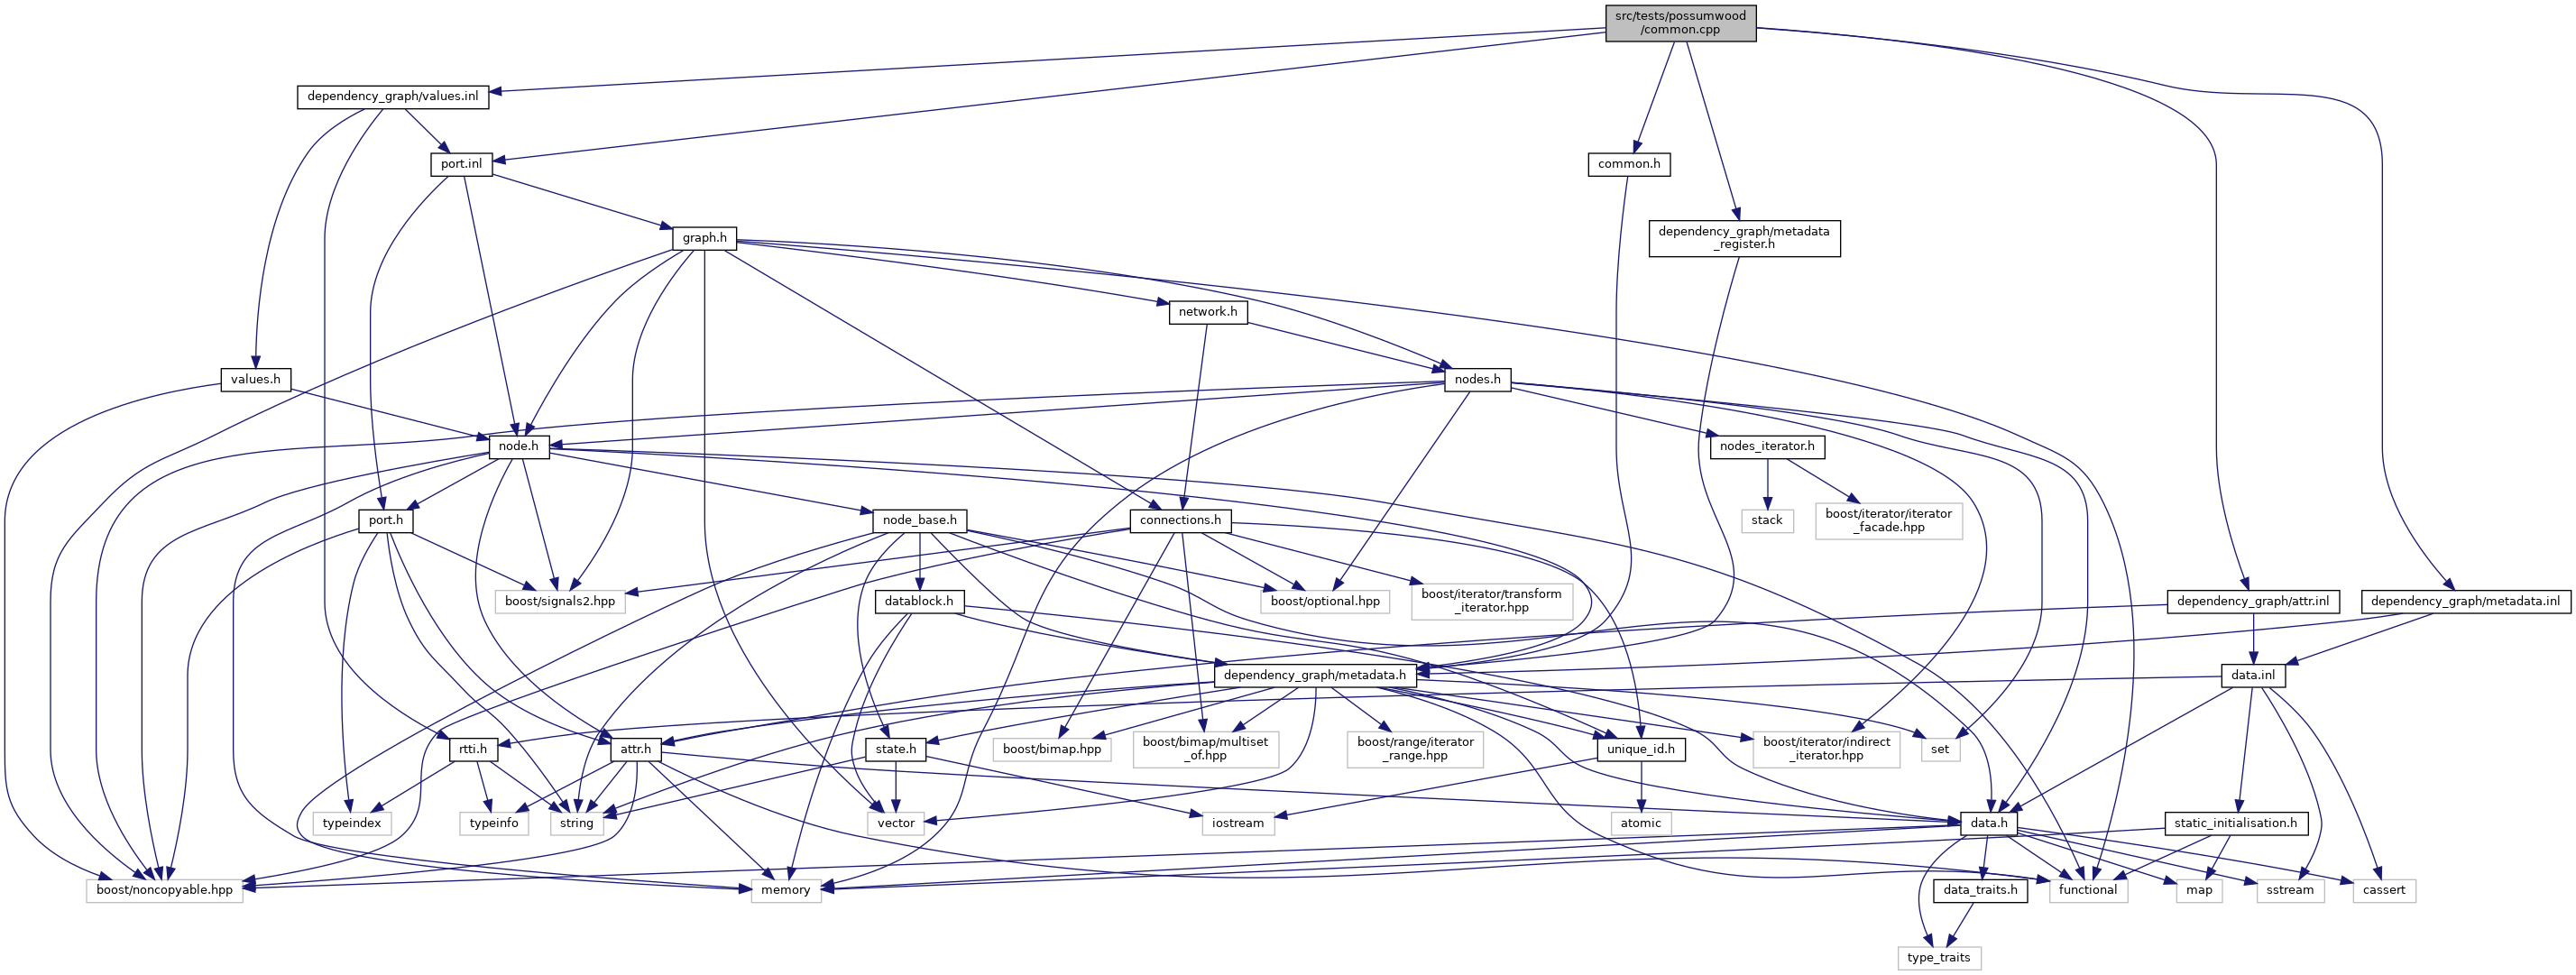 src/tests/possumwood
/common.cpp
dependency_graph/values.inl
port.inl
common.h
dependency_graph/metadata
_register.h
graph.h
network.h
values.h
nodes.h
node.h
nodes_iterator.h
port.h
node_base.h
connections.h
stack
boost/iterator/iterator
_facade.hpp
boost/signals2.hpp
datablock.h
boost/optional.hpp
boost/iterator/transform
_iterator.hpp
dependency_graph/attr.inl
dependency_graph/metadata.inl
dependency_graph/metadata.h
data.inl
rtti.h
attr.h
state.h
boost/bimap.hpp
boost/bimap/multiset
_of.hpp
boost/range/iterator
_range.hpp
unique_id.h
boost/iterator/indirect
_iterator.hpp
set
typeindex
typeinfo
string
vector
iostream
atomic
data.h
static_initialisation.h
boost/noncopyable.hpp
memory
data_traits.h
functional
map
sstream
cassert
type_traits